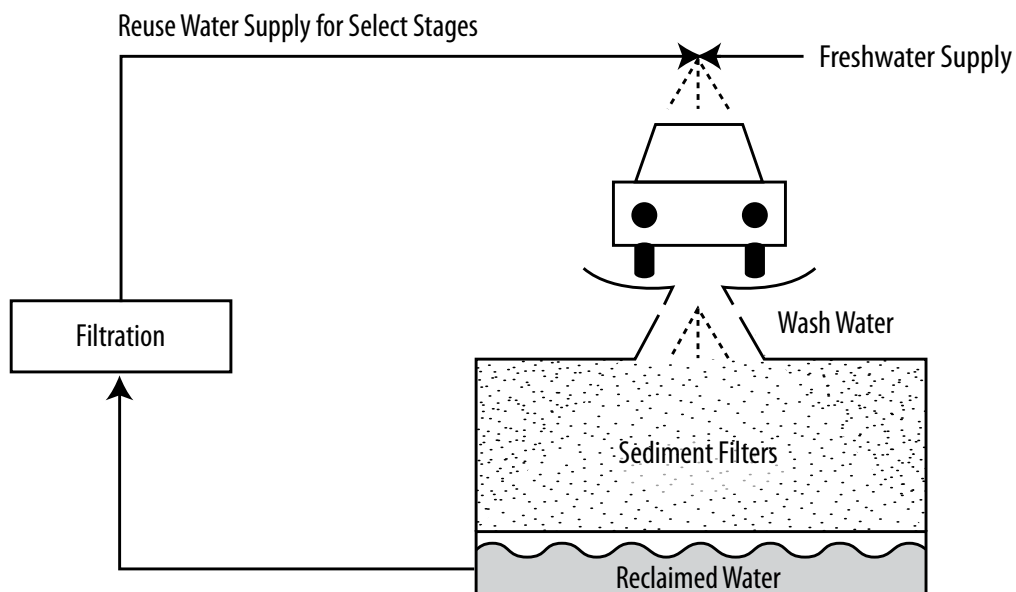 Reuse Water Supply for Select Stages
Freshwater Supply
Filtration
Wash Water
Sediment Filters
Reclaimed Water